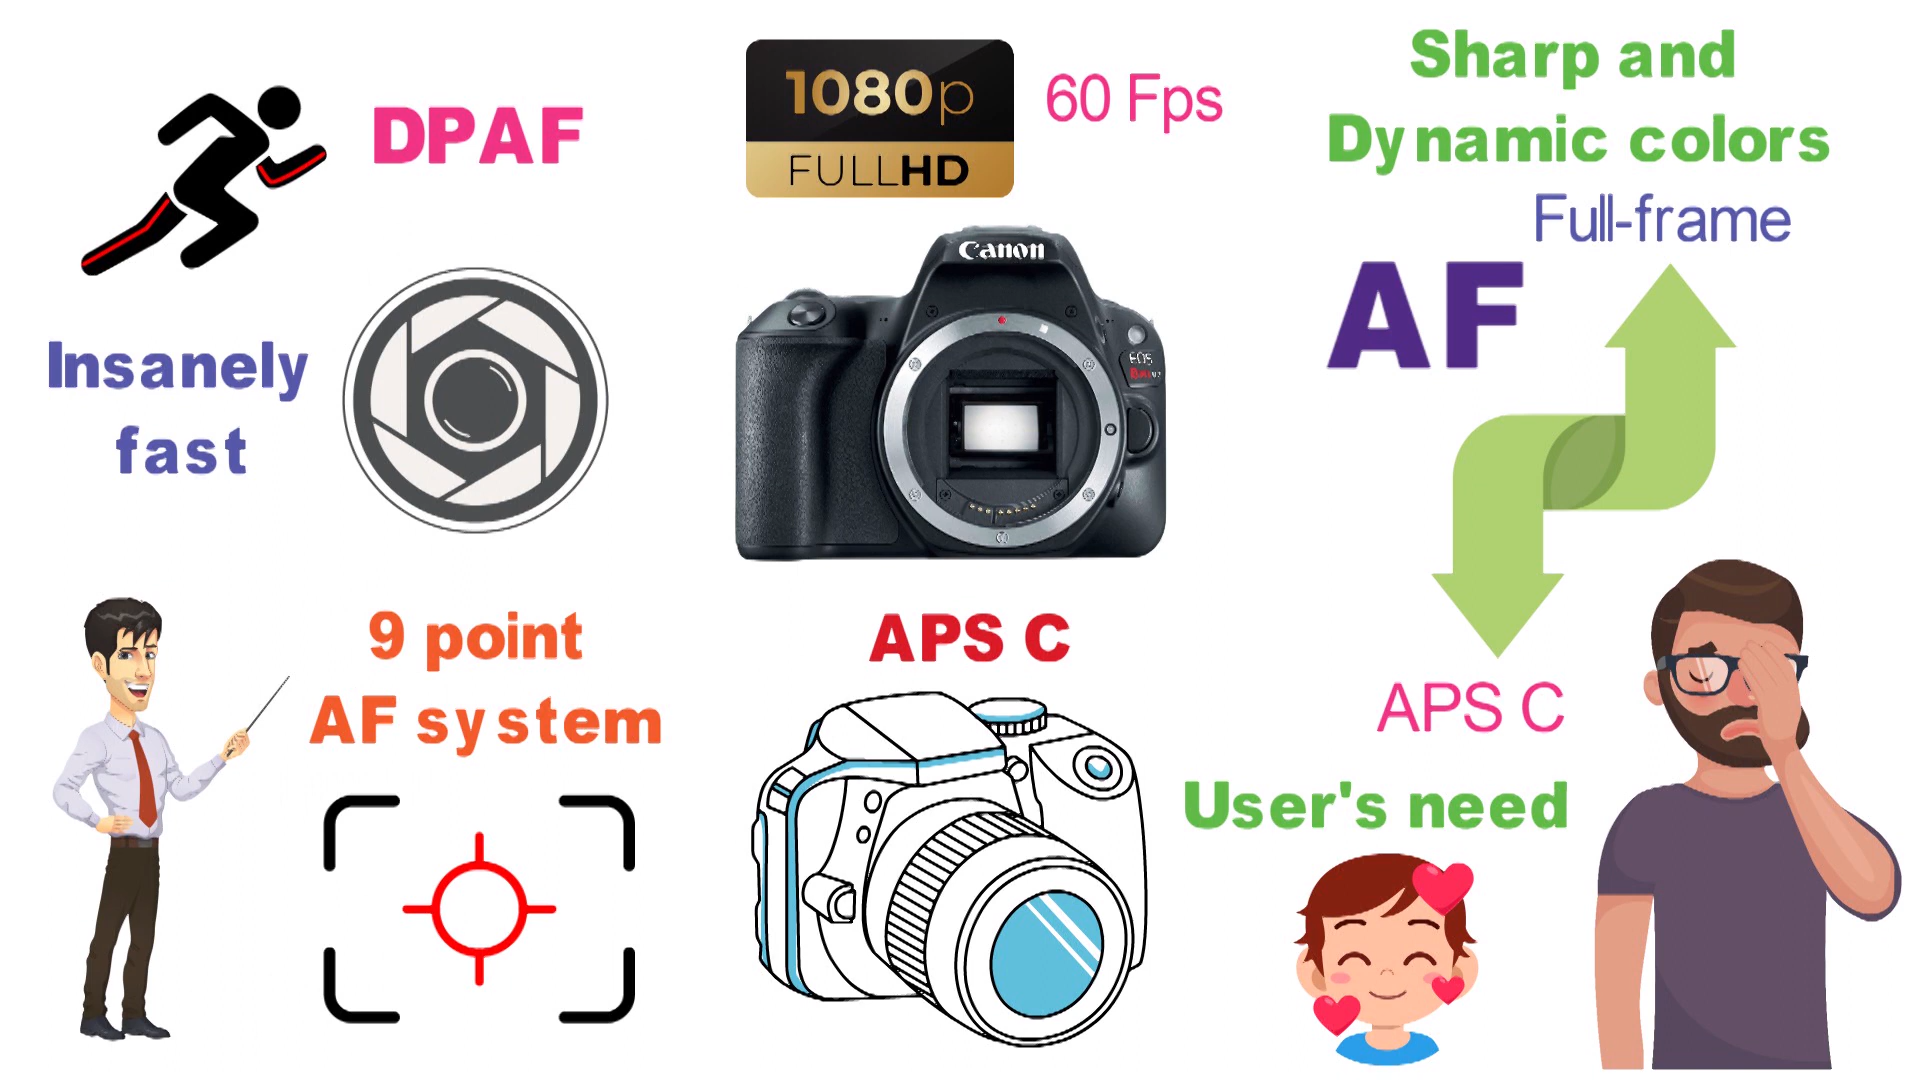 DPAF
Insanely
fast
9 point
AF system
1080p
FULLHD
60 Fps
Canon
EOS
APS C
Sharp and
Dynamic colors
Full-frame
AF
APS C
User's need